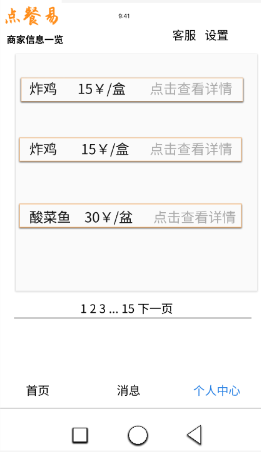 点餐易
9:41
客服 设置
商家信息一览
炸鸡 15￥/盒 点击查看详情
炸鸡 15￥/盒 点击查看详情
酸菜鱼 30￥/盆 点击查看详情
1 2 3 ... 15 下一页
首页 消息 个人中心